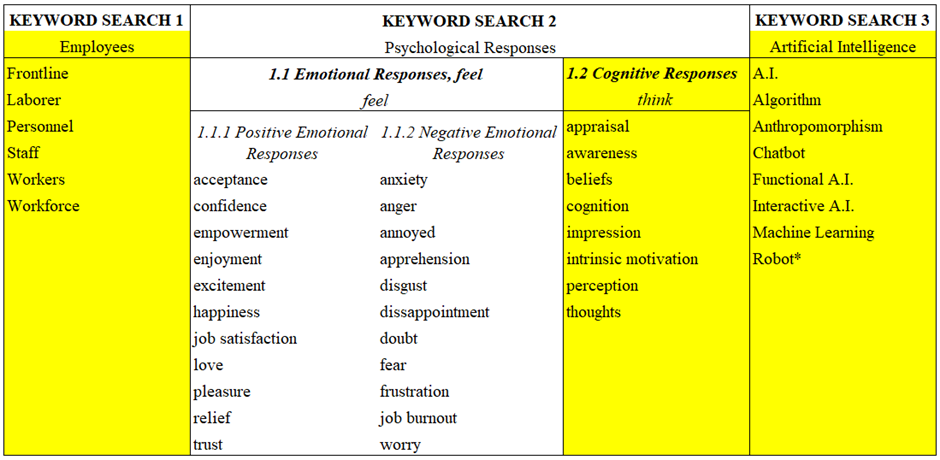 KEYWORD SEARCH 1 KEYWORD SEARCH 2 KEYWORD SEARCH 3
Employees Psychological Responses Artificial Intelligence
Frontline
Laborer
Personnel
Staff
Workers
Workforce
1.1 Emotional Responses, feel
feel
1.1.1 Positive Emotional
Responses
acceptance
confidence
empowerment
enjoyment
excitement
happiness
job satisfaction
love
pleasure
relief
trust
1.1.2 Negative Emotional
Responses
anxiety
anger
annoyed
apprehension
disgust
dissappointment
doubt
fear
frustration
job burnout
worry
1.2 Cognitive Responses
think
appraisal
awareness
beliefs
cognition
impression
intrinsic motivation
perception
thoughts
A.I.
Algorithm
Anthropomorphism
Chatbot
Functional A.I.
Interactive A.I.
Machine Learning
Robot*